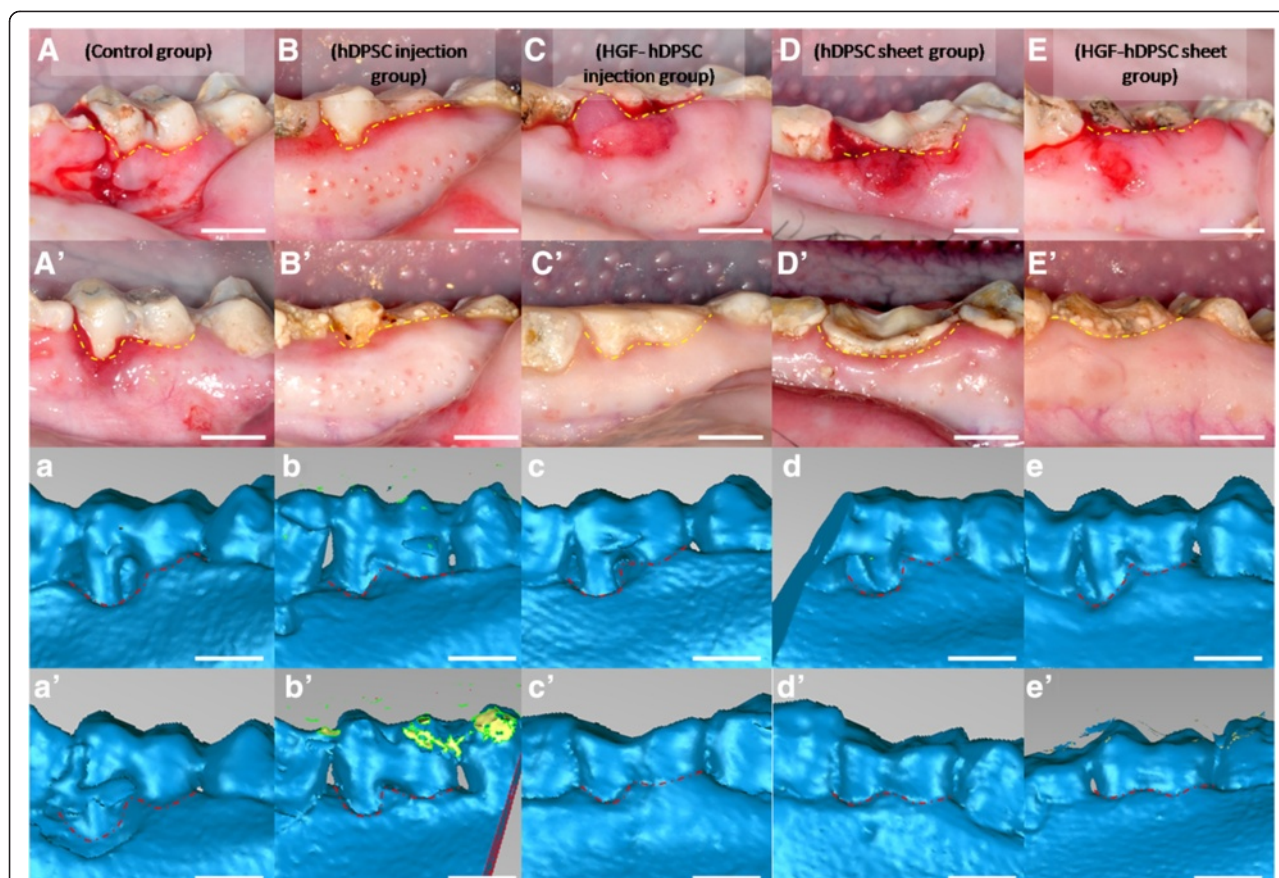 A (Control group)
B (hDPSC injection
group)
C (HGF- hDPSC
injection group)
D (hDPSC sheet group)
E (HGF-hDPSC sheet
group)
A’ B’ C’ D’ E’
a b c d e
a’ b’ c’ d’ e’